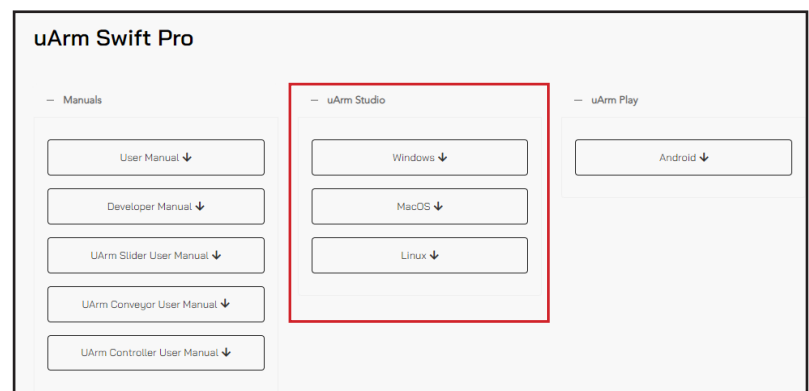 uArm Swift Pro
— Manuals
User Manual ↓
Developer Manual ↓
UArm Slider User Manual ↓
UArm Conveyor User Manual ↓
UArm Controller User Manual ↓
— uArm Studio
Windows ↓
MacOS ↓
Linux ↓
— uArm Play
Android ↓